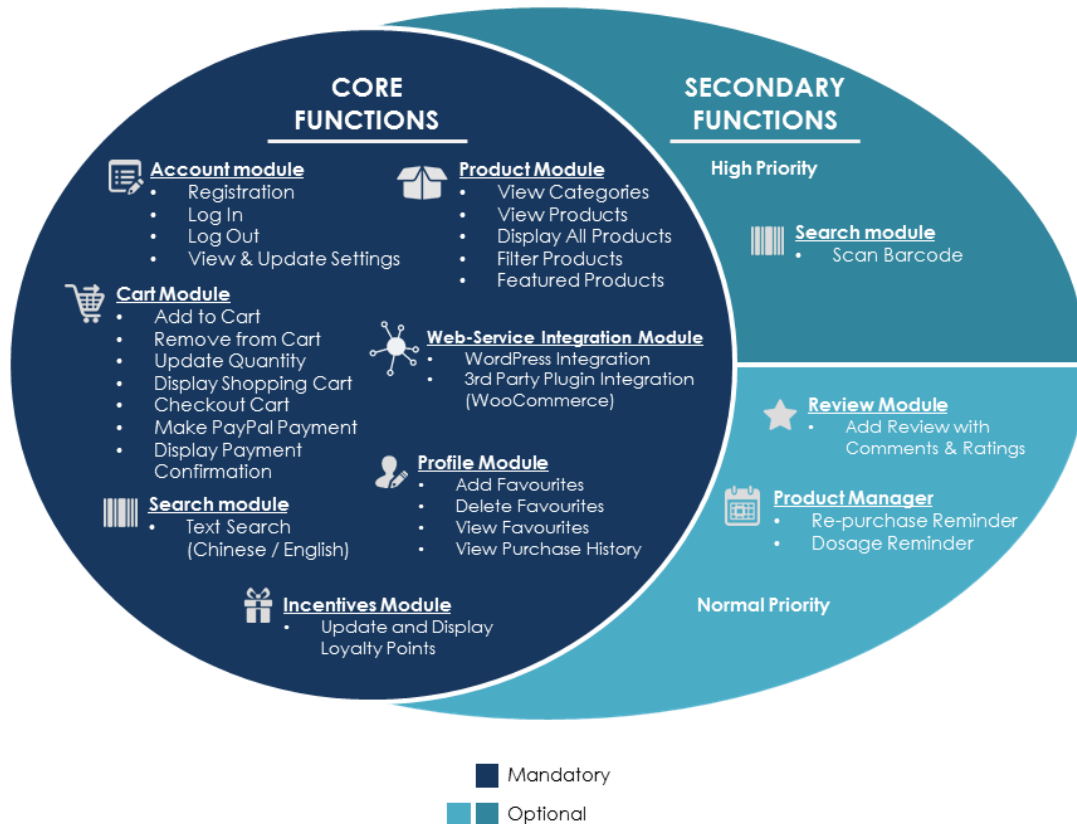 CORE
FUNCTIONS
Account module
• Registration
• Log In
• Log Out
• View & Update Settings
Product Module
• View Categories
• View Products
• Display All Products
• Filter Products
• Featured Products
Cart Module
• Add to Cart
• Remove from Cart
• Update Quantity
• Display Shopping Cart
• Checkout Cart
• Make PayPal Payment
• Display Payment
Confirmation
Web-Service Integration Module
• WordPress Integration
• 3rd Party Plugin Integration
(WooCommerce)
Profile Module
• Add Favourites
• Delete Favourites
• View Favourites
• View Purchase History
Search module
• Text Search
(Chinese / English)
Incentives Module
• Update and Display
Loyalty Points
SECONDARY
FUNCTIONS
High Priority
Search module
• Scan Barcode
Review Module
• Add Review with
Comments & Ratings
Product Manager
• Re-purchase Reminder
• Dosage Reminder
Normal Priority
Mandatory
Optional